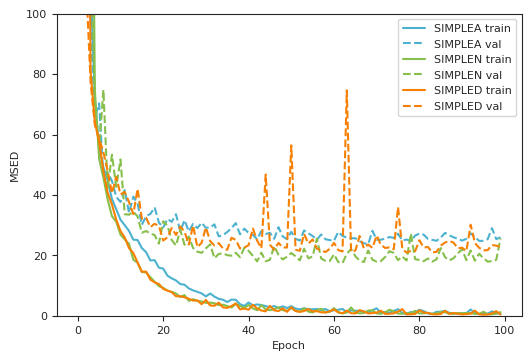 100
80
60
40
20
0
MSED
0
20
40
60
80
100
Epoch
SIMPLEA train
SIMPLEA val
SIMPLEN train
SIMPLEN val
SIMPLED train
SIMPLED val